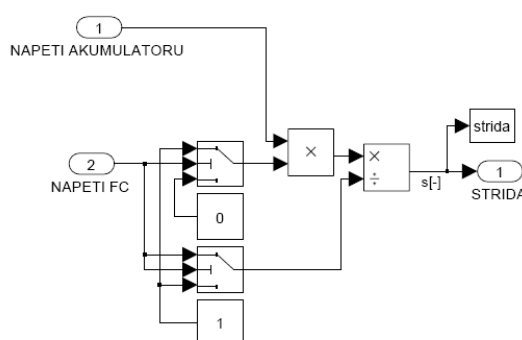 1
NAPETI AKUMULATORU
×
×
÷
strida
s[-]
1
STRIDA
2
NAPETI FC
0
1